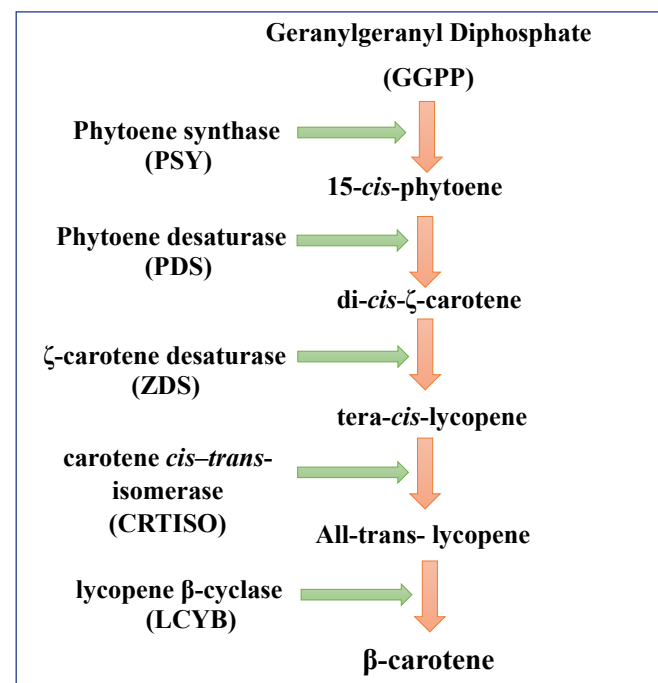 Geranylgeranyl Diphosphate
(GGPP)
Phytoene synthase
(PSY)
15-cis-phytoene
Phytoene desaturase
(PDS)
di-cis-ζ-carotene
ζ-carotene desaturase
(ZDS)
tera-cis-lycopene
carotene cis–trans-
isomerase
(CRTISO)
All-trans- lycopene
lycopene β-cyclase
(LCYB)
β-carotene